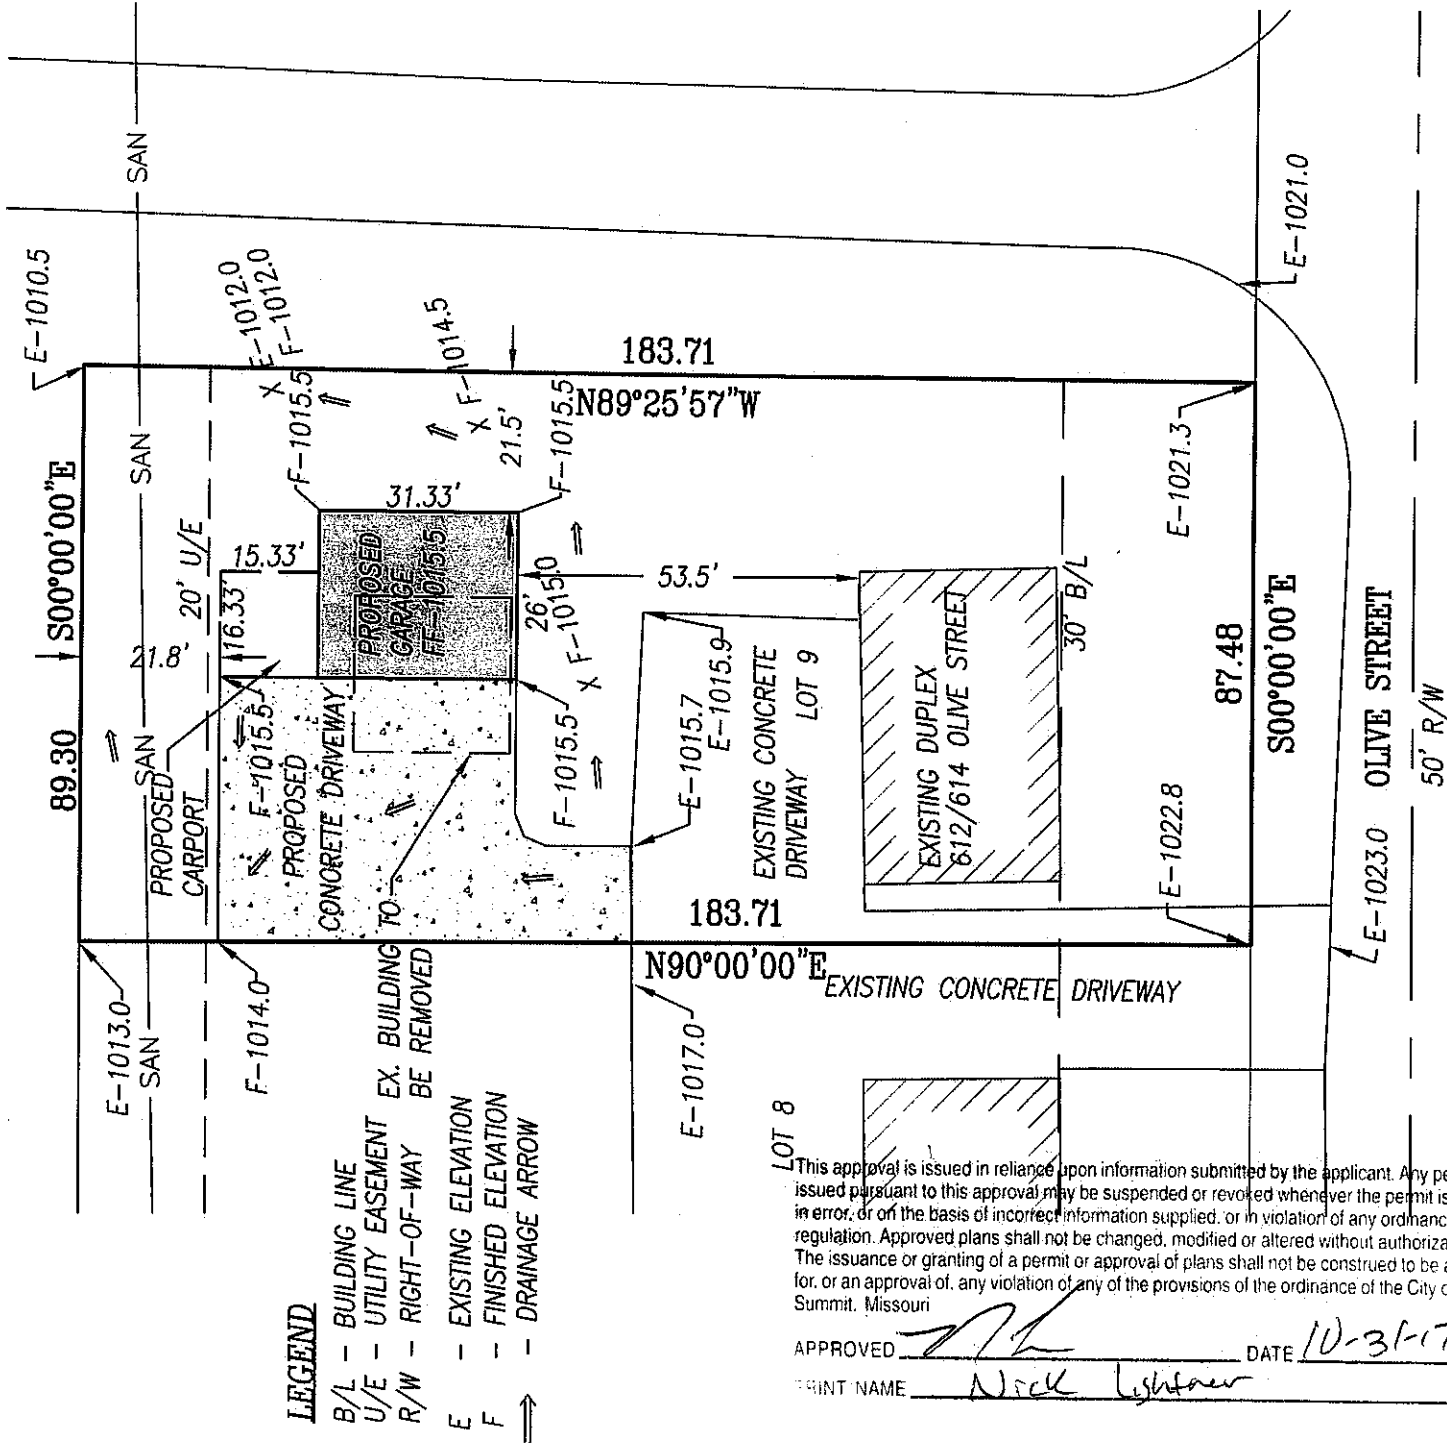 E-1010.5
SAN
SAN
SAN
SAN
89.30
S00°00'00"E
20' U/E
21.8'
16.33'
15.33'
X E-1012.0
F-1012.0
F-1015.5
X F-1014.5
21.5'
F-1015.5
183.71
N89°25'57"W
31.33'
PROPOSED
GARAGE
FF-1015.5
26'
X F-1015.0
53.5'
PROPOSED
CARPORT
F-1015.5
PROPOSED
CONCRETE DRIVEWAY
EX. BUILDING TO
BE REMOVED
F-1015.5
E-1015.7
E-1015.9
EXISTING CONCRETE
DRIVEWAY
LOT 9
EXISTING DUPLEX
612/614 OLIVE STREET
30' B/L
E-1021.3
E-1021.0
87.48
S00°00'00"E
OLIVE STREET
50' R/W
E-1022.8
E-1023.0
183.71
N90°00'00"E
EXISTING CONCRETE DRIVEWAY
E-1013.0
F-1014.0
E-1017.0
LOT 8
LEGEND
B/L - BUILDING LINE
U/E - UTILITY EASEMENT
R/W - RIGHT-OF-WAY
E - EXISTING ELEVATION
F - FINISHED ELEVATION
- DRAINAGE ARROW
This approval is issued in reliance upon information submitted by the applicant. Any pe
issued pursuant to this approval may be suspended or revoked whenever the permit is
in error, or on the basis of incorrect information supplied, or in violation of any ordinanc
regulation. Approved plans shall not be changed, modified or altered without authoriza
The issuance or granting of a permit or approval of plans shall not be construed to be a
for, or an approval of, any violation of any of the provisions of the ordinance of the City o
Summit, Missouri
APPROVED DATE 10-31-17
PRINT NAME Nick Lightner